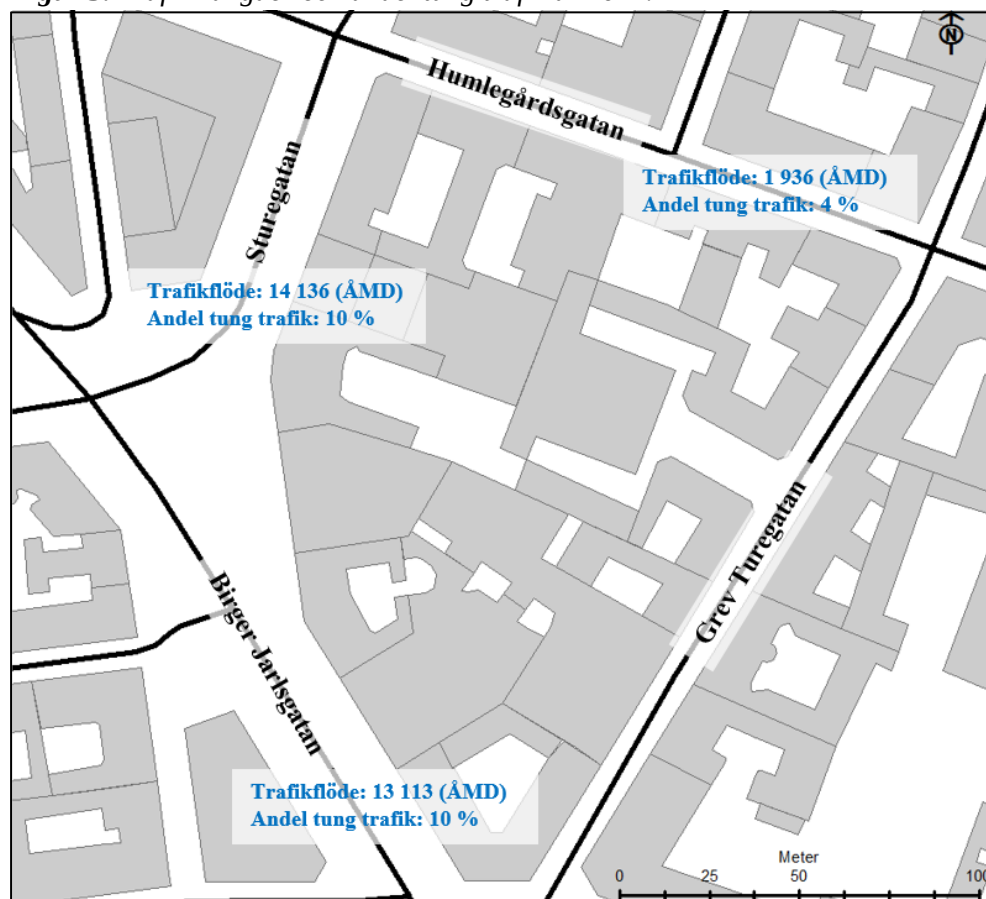 N
Humlegårdsgatan
Sturegatan
Trafikflöde: 1 936 (ÅMD)
Andel tung trafik: 4 %
Trafikflöde: 14 136 (ÅMD)
Andel tung trafik: 10 %
Grev Turegatan
Birger Jarlsgatan
Trafikflöde: 13 113 (ÅMD)
Andel tung trafik: 10 %
Meter
0 25 50 100